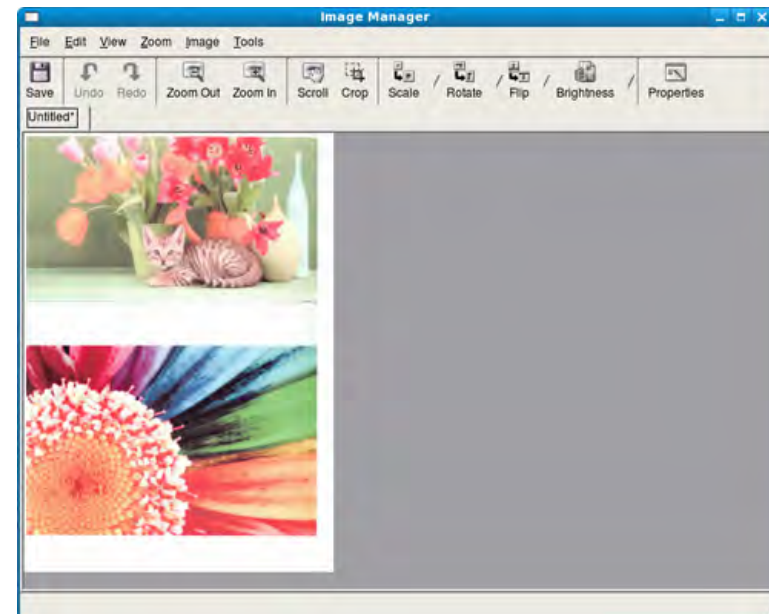 Image Manager
File Edit View Zoom Image Tools
Save Undo Redo Zoom Out Zoom In Scroll Crop Scale / Rotate / Flip / Brightness / Properties
Untitled*